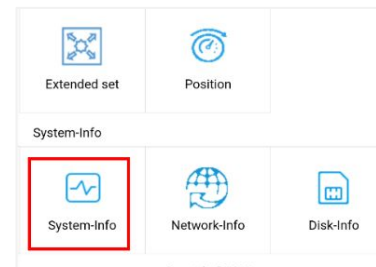 Extended set
Position
System-Info
System-Info
Network-Info
Disk-Info